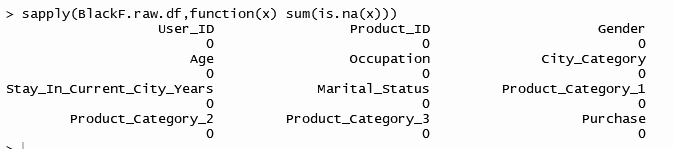 > sapply(BlackF.raw.df,function(x) sum(is.na(x)))
User_ID Product_ID Gender
0 0 0
Age Occupation City_Category
0 0 0
Stay_In_Current_City_Years Marital_Status Product_Category_1
0 0 0
Product_Category_2 Product_Category_3 Purchase
0 0 0
>